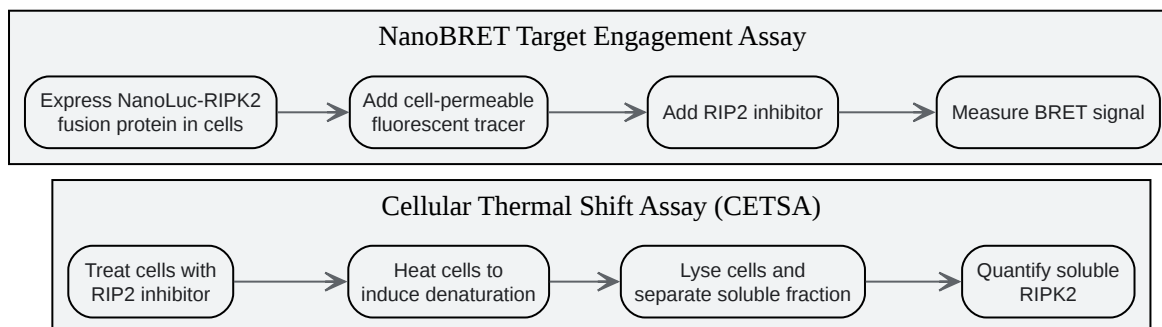 NanoBRET Target Engagement Assay
Express NanoLuc-RIPK2
fusion protein in cells
Add cell-permeable
fluorescent tracer
Add RIP2 inhibitor
Measure BRET signal
Cellular Thermal Shift Assay (CETSA)
Treat cells with
RIP2 inhibitor
Heat cells to
induce denaturation
Lyse cells and
separate soluble fraction
Quantify soluble
RIPK2